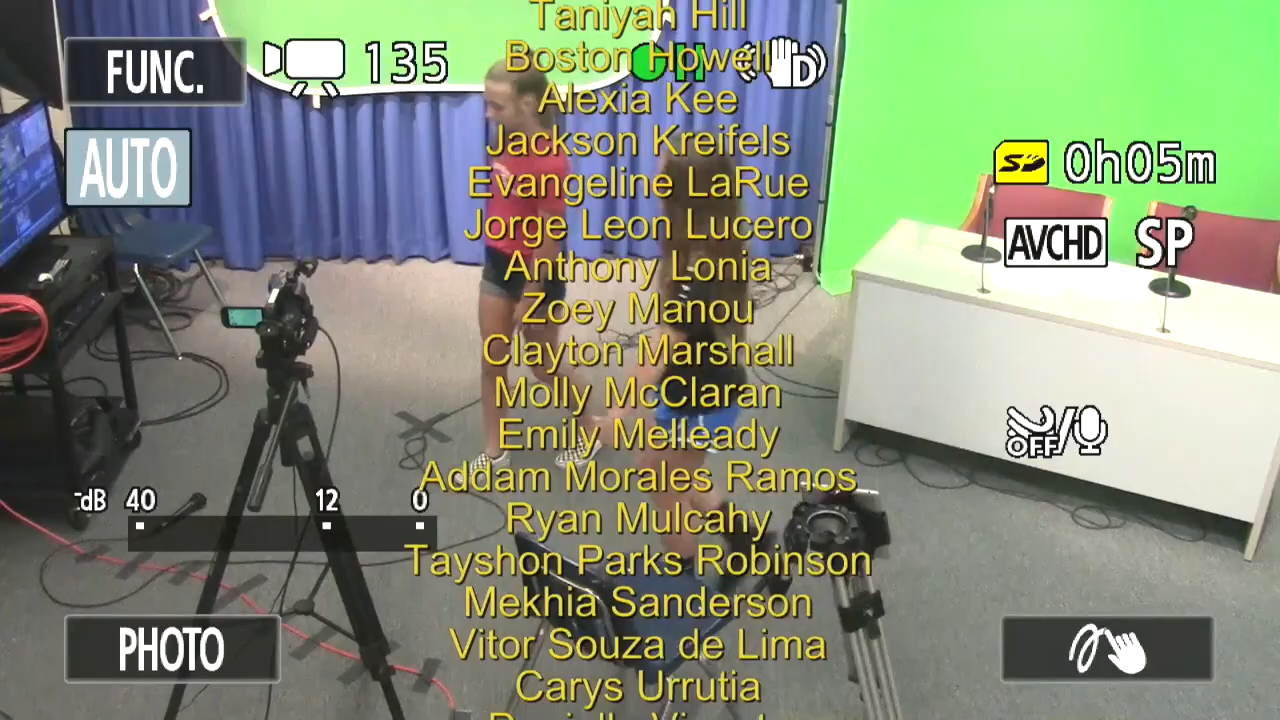 Taniyah Hill
FUNC.
135
Boston Howell
H
D
Alexia Kee
AUTO
Jackson Kreifels
0h05m
Evangeline LaRue
AVCHD SP
Jorge Leon Lucero
Anthony Lonia
Zoey Manou
Clayton Marshall
Molly McClaran
Emily Melleady
OFF/
Addam Morales Ramos
-dB 40 12 0
Ryan Mulcahy
Tayshon Parks Robinson
Mekhia Sanderson
Vitor Souza de Lima
PHOTO
Carys Urrutia